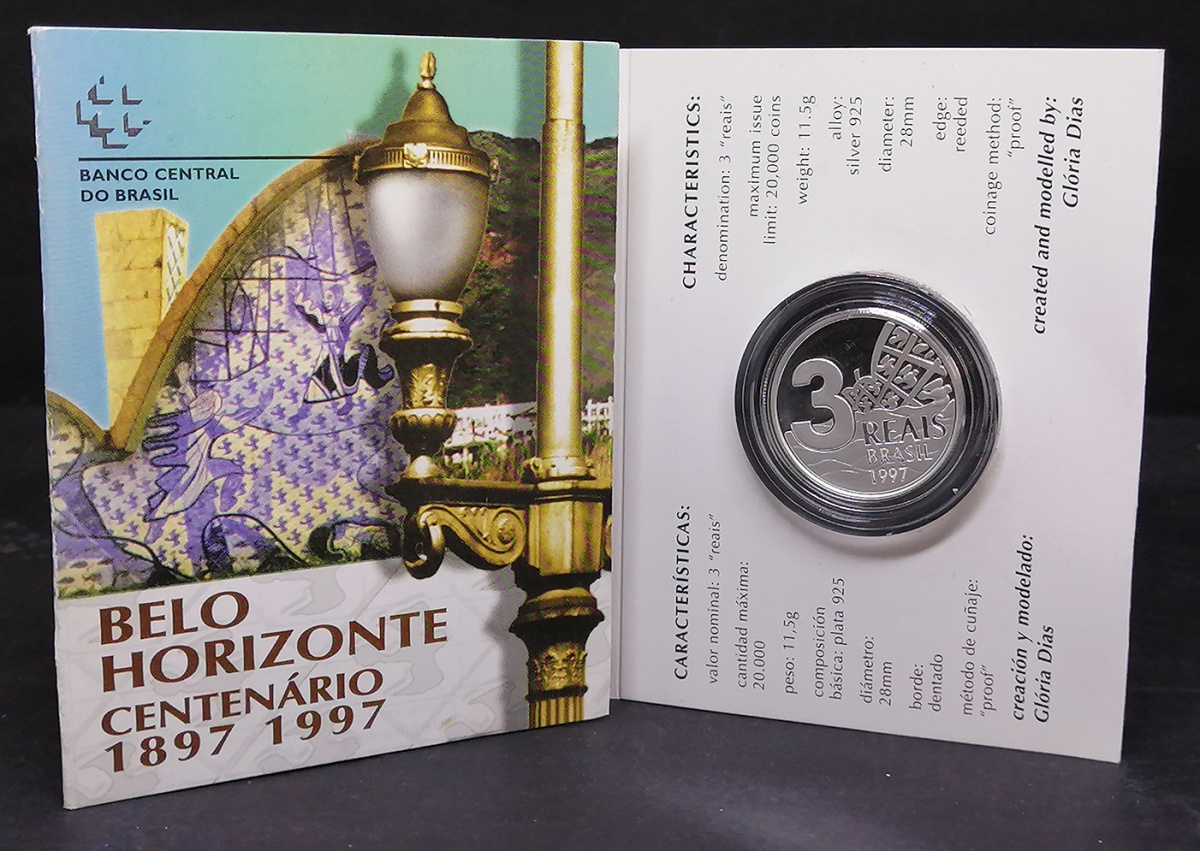 BANCO CENTRAL
DO BRASIL
BELO
HORIZONTE
CENTENÁRIO
1897 1997
CHARACTERISTICS:
denomination: 3 "reais"
maxImum issue
limit: 20,000 coins
weight: 11.5g
alloy:
silver 925
diameter:
28mm
edge:
reeded
coinage method:
"proof"
created and modelled by:
Glória Dias
3
REAIS
BRASIL
1997
CARACTERÍSTICAS:
valor nominal: 3 "reais"
cantidad máxima:
20.000
peso: 11,5g
composición
básica: plata 925
diámetro:
28mm
borde:
dentado
método de cuñaje:
"proof"
creación y modelado:
Glória Dias